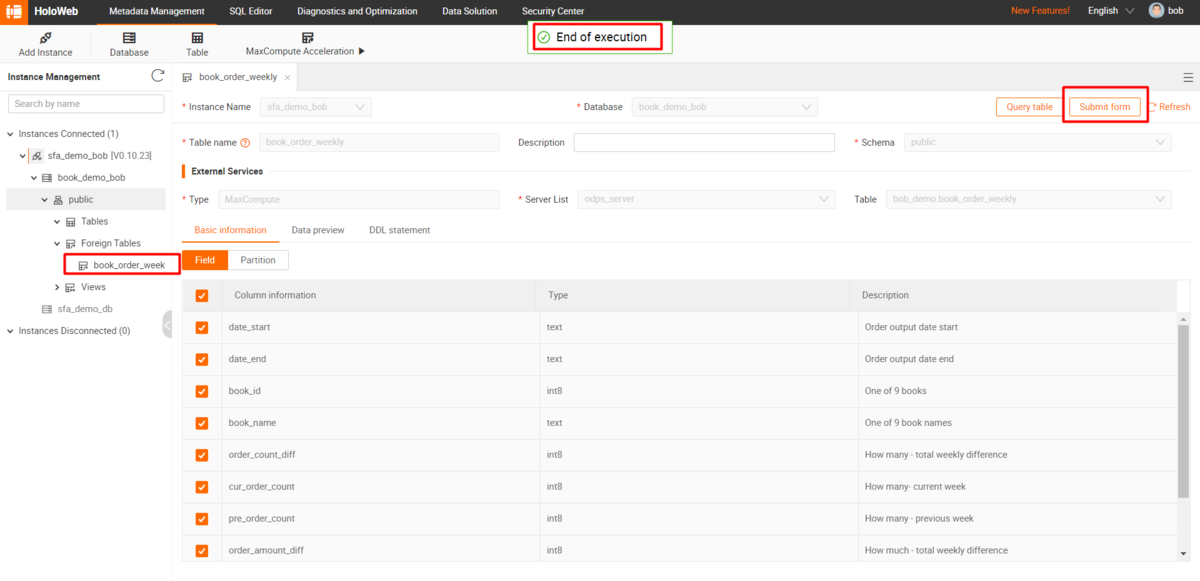 HoloWeb Metadata Management SQL Editor Diagnostics and Optimization Data Solution Security Center New Features! English bob
Add Instance Database Table MaxCompute Acceleration
End of execution
Instance Management
Search by name
Instances Connected (1)
sfa_demo_bob [V0.10.23]
book_demo_bob
public
Tables
Foreign Tables
book_order_week
Views
sfa_demo_db
Instances Disconnected (0)
book_order_weekly
* Instance Name sfa_demo_bob * Database book_demo_bob Query table Submit form Refresh
* Table name book_order_weekly Description * Schema public
External Services
* Type MaxCompute * Server List odps_server Table bob_demo.book_order_weekly
Basic information Data preview DDL statement
Field Partition
Column information Type Description
date_start text Order output date start
date_end text Order output date end
book_id int8 One of 9 books
book_name text One of 9 book names
order_count_diff int8 How many - total weekly difference
cur_order_count int8 How many- current week
pre_order_count int8 How many - previous week
order_amount_diff int8 How much - total weekly difference